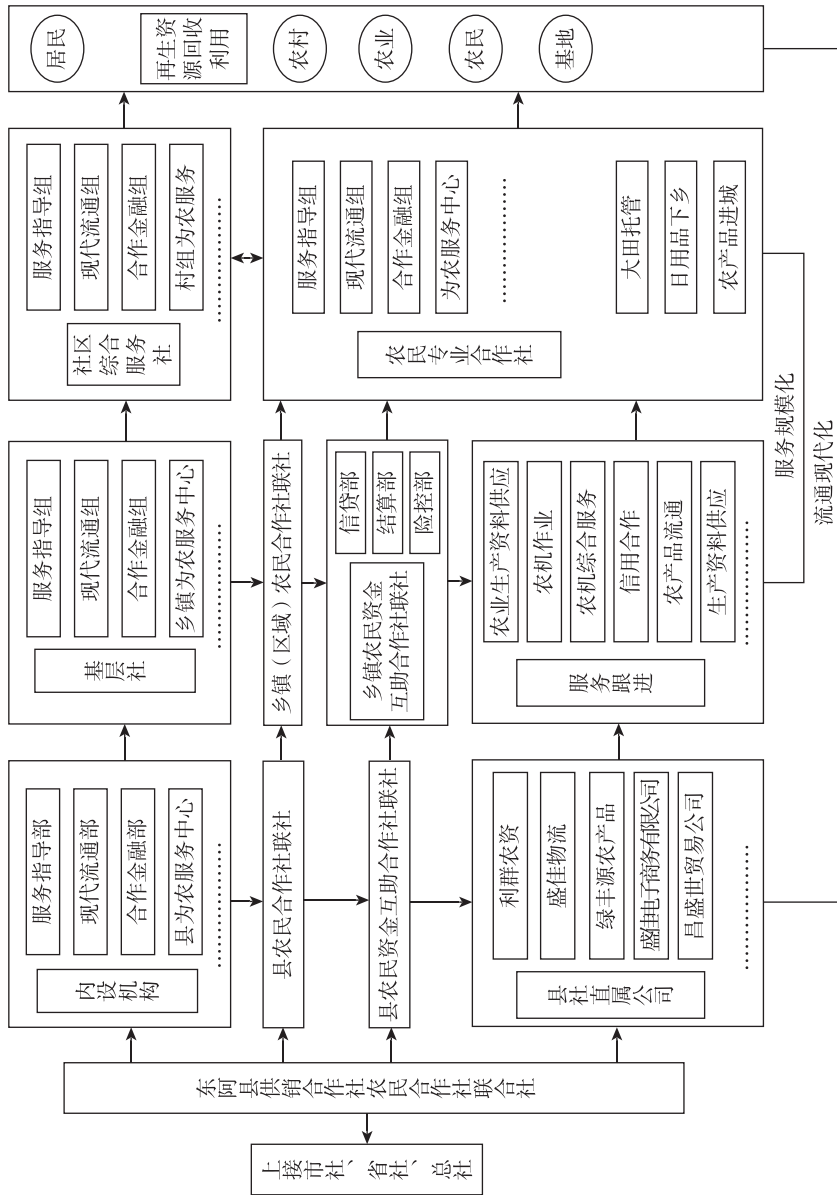 上接市社、省社、总社
东阿县供销合作社农民合作社联合社
内设机构
服务指导部
现代流通部
合作金融部
县为农服务中心
………………
县农民合作社联社
县农民资金互助合作社联社
县社直属公司
利群农资
盛佳物流
绿丰源农产品
盛佳电子商务有限公司
昌盛世贸易公司
………………
基层社
服务指导组
现代流通组
合作金融组
乡镇为农服务中心
………………
乡镇（区域）农民合作社联社
乡镇农民资金
互助合作社联社
信贷部
结算部
险控部
服务跟进
农业生产资料供应
农机作业
农机综合服务
信用合作
农产品流通
生产资料供应
………………
社区
综合
服务
社
服务指导组
现代流通组
合作金融组
村组为农服务
………………
农民专业合作社
服务指导组
现代流通组
合作金融组
为农服务中心
………………
大田托管
日用品下乡
农产品进城
居民
再生资
源回收
利用
农村
农业
农民
基地
服务规模化
流通现代化